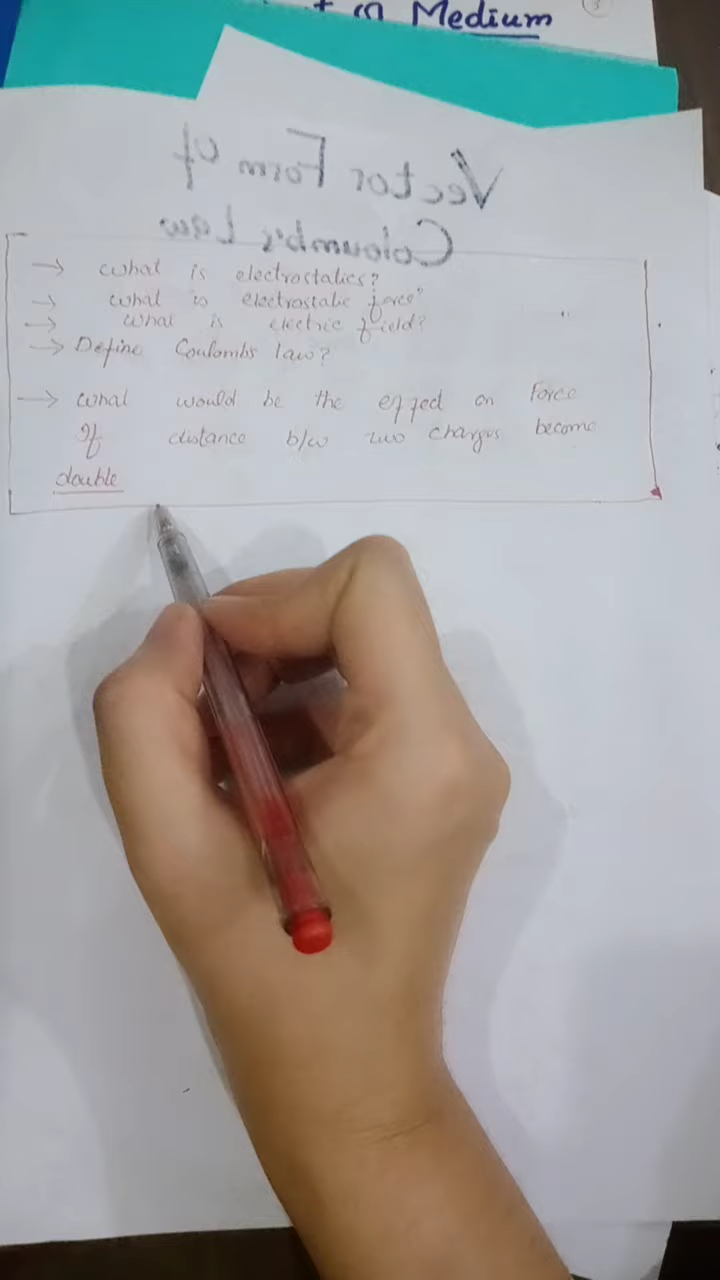 Medium
Vector Form of
Coloumb's Law
→ What is electrostatics?
→ what is electrostatic force?
→ what is electric field?
→ Define Coulomb's law?
→ what would be the effect on Force
If distance b/w two charges become
double